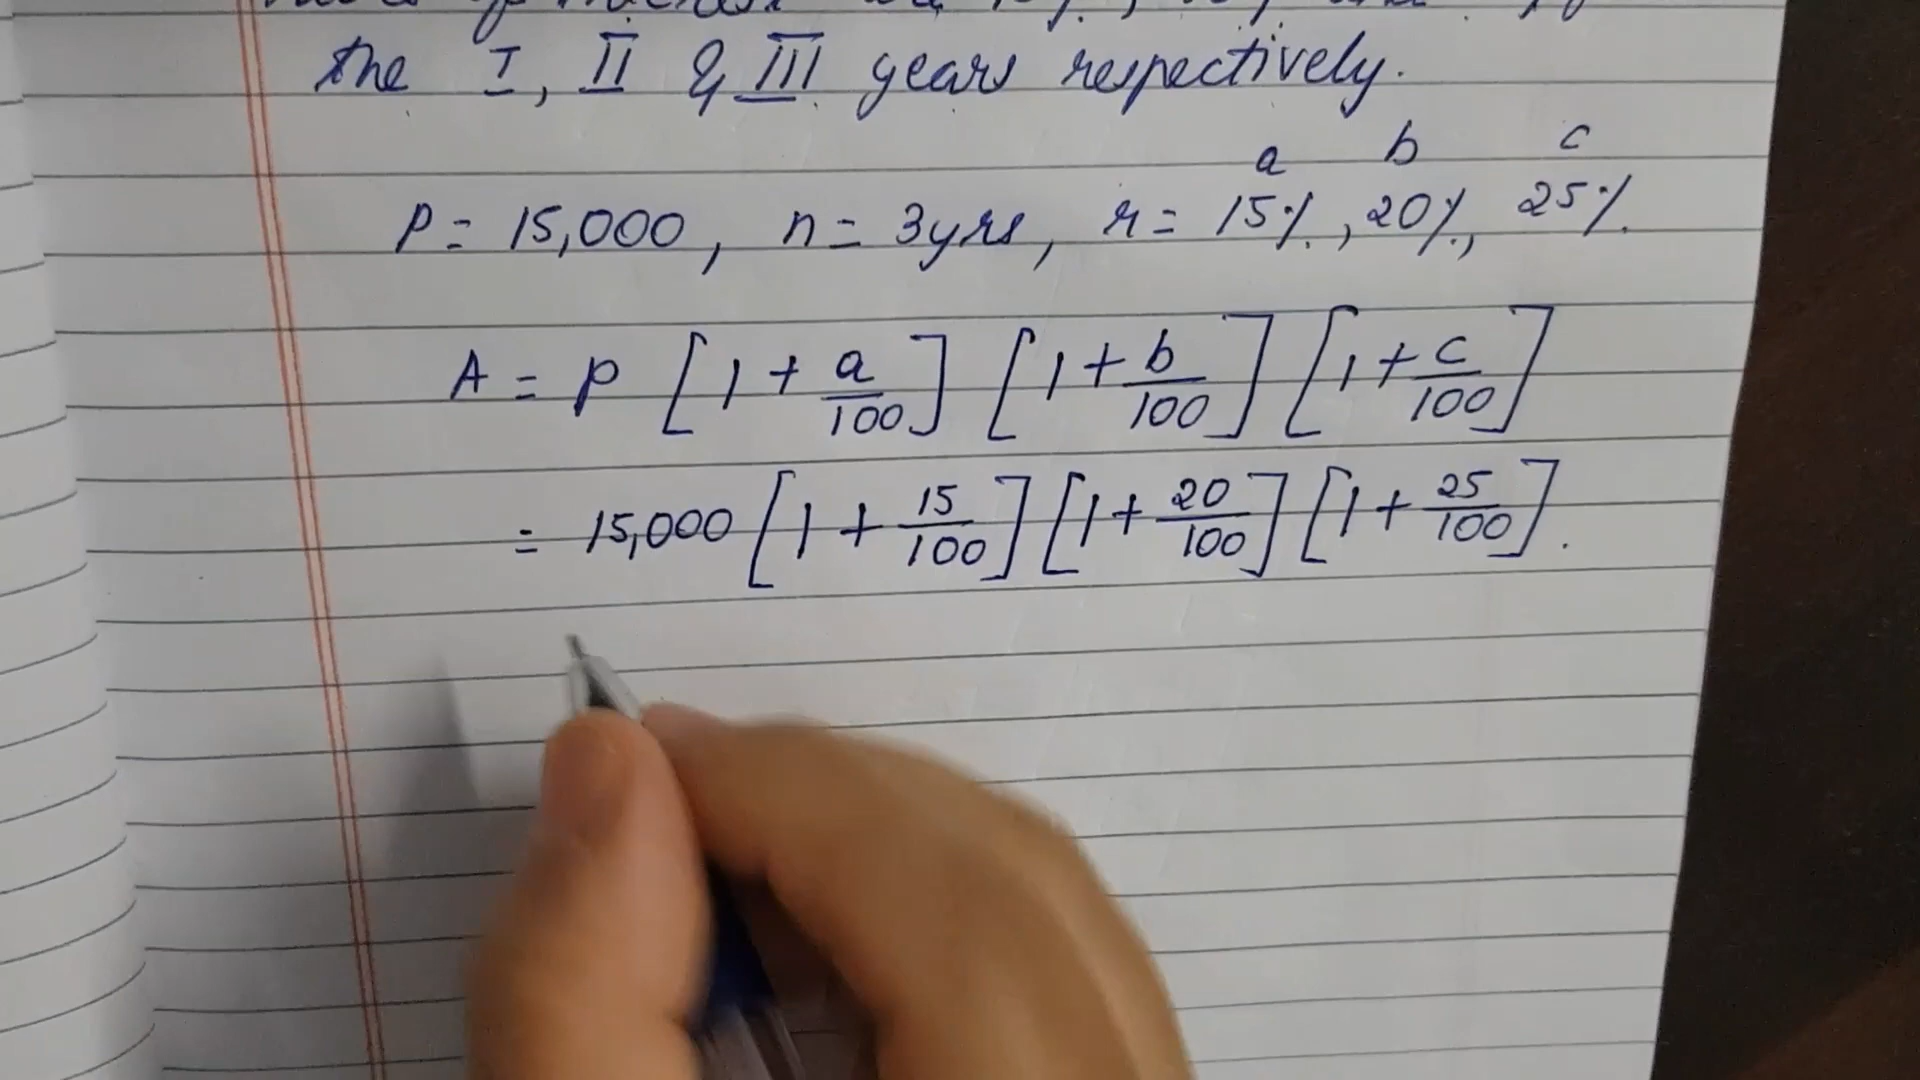 the I, II & III years respectively.
a b c
P = 15,000, n = 3yrs, r = 15%, 20%, 25%.
A = P [1 + a/100] [1 + b/100] [1 + c/100]
= 15,000 [1 + 15/100] [1 + 20/100] [1 + 25/100].